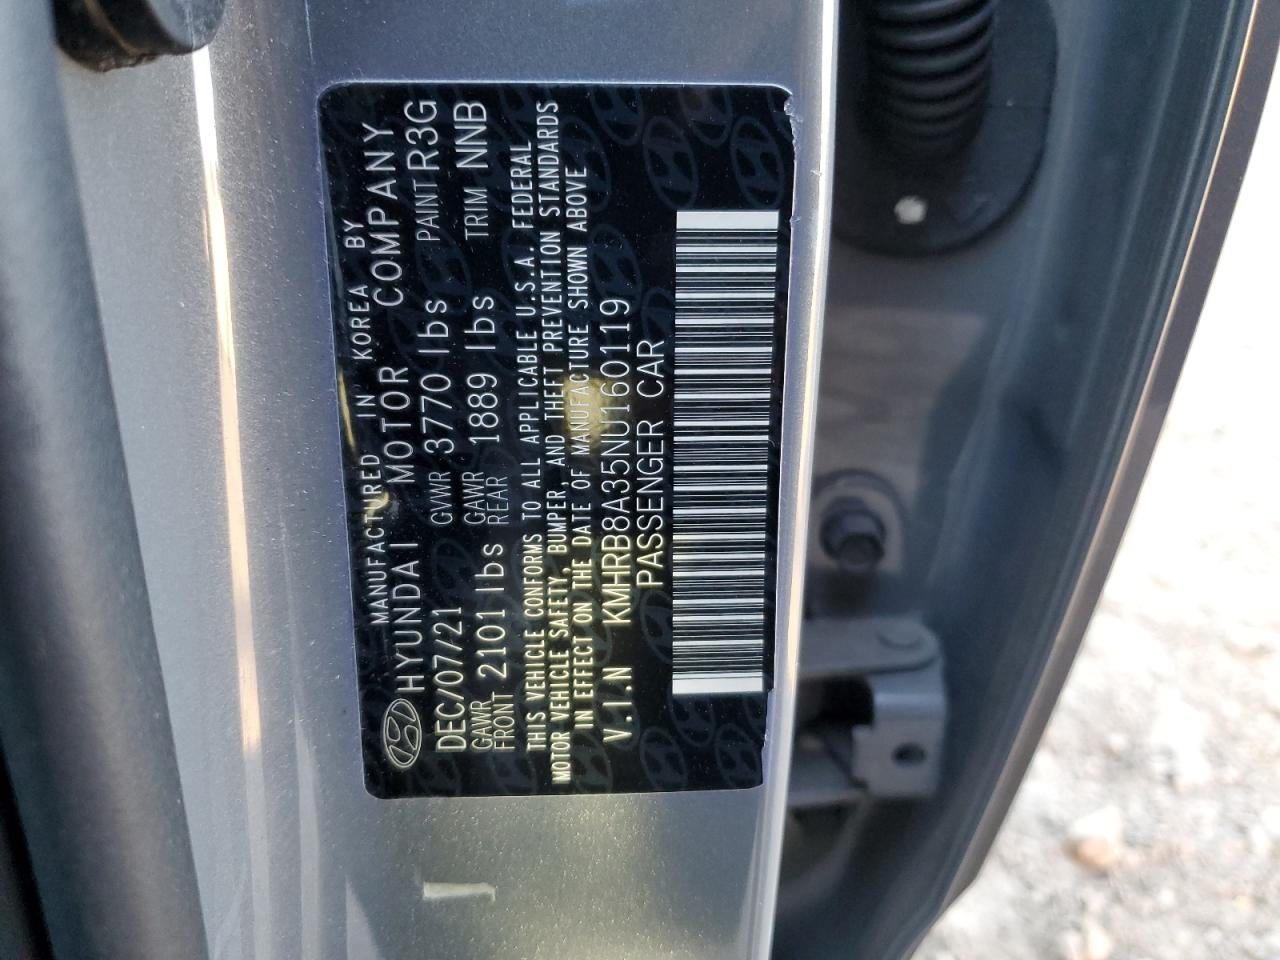 MANUFACTURED IN KOREA BY
HYUNDAI MOTOR COMPANY
DEC/07/21 GVWR 3770 lbs PAINT R3G
GAWR FRONT 2101 lbs GAWR REAR 1889 lbs TRIM NNB
THIS VEHICLE CONFORMS TO ALL APPLICABLE U.S.A. FEDERAL
MOTOR VEHICLE SAFETY, BUMPER, AND THEFT PREVENTION STANDARDS
IN EFFECT ON THE DATE OF MANUFACTURE SHOWN ABOVE
V.I.N KMHRB8A35NU160119
PASSENGER CAR